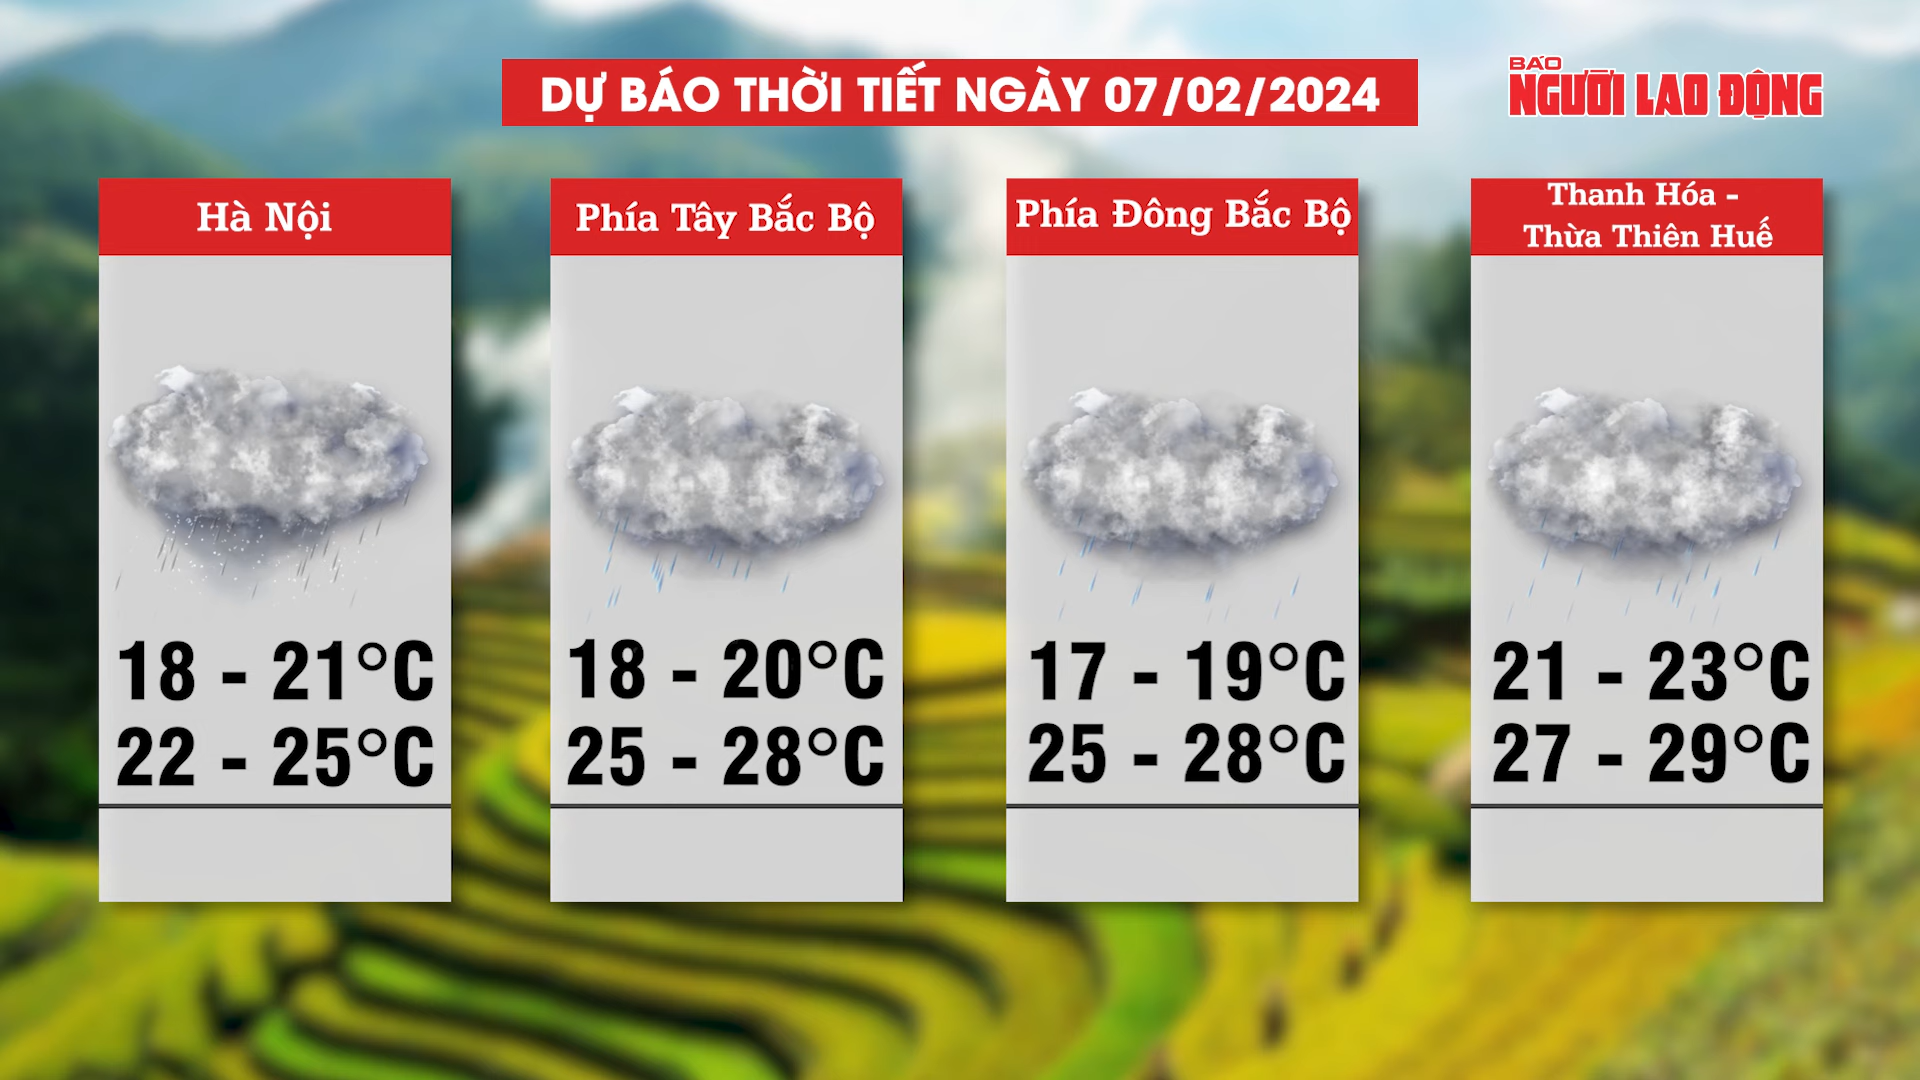 DỰ BÁO THỜI TIẾT NGÀY 07/02/2024
BÁO
NGƯỜI LAO ĐỘNG
Hà Nội
18 - 21°C
22 - 25°C
Phía Tây Bắc Bộ
18 - 20°C
25 - 28°C
Phía Đông Bắc Bộ
17 - 19°C
25 - 28°C
Thanh Hóa -
Thừa Thiên Huế
21 - 23°C
27 - 29°C